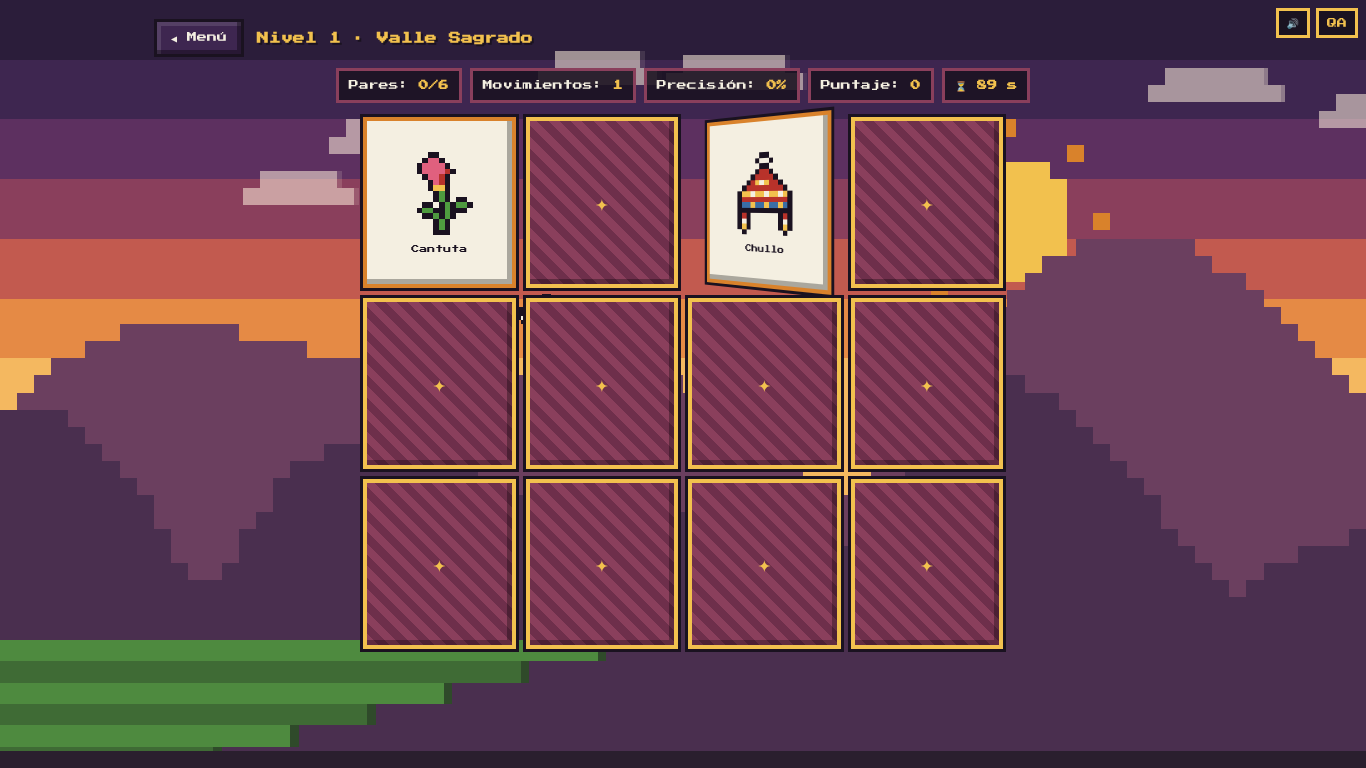 ◂ Menú
Nivel 1 · Valle Sagrado
QA
Pares: 0/6
Movimientos: 1
Precisión: 0%
Puntaje: 0
89 s
Cantuta
Chullo